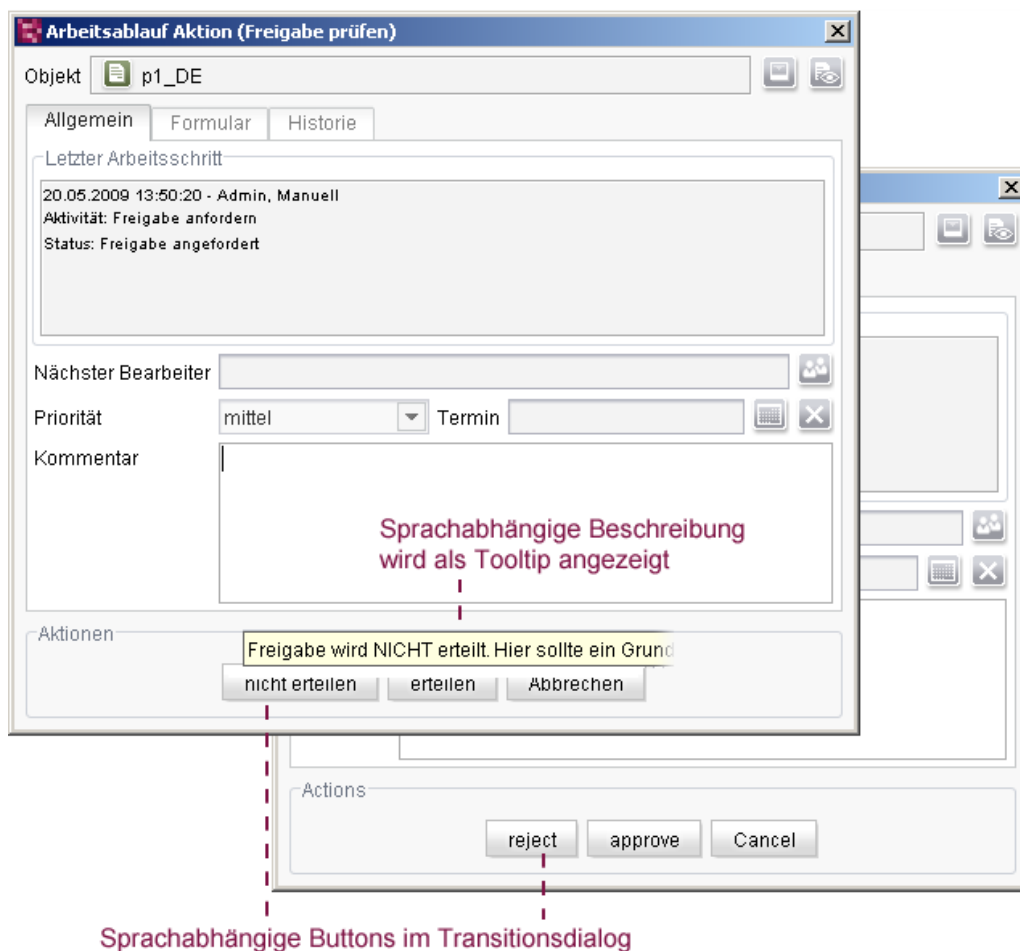 Arbeitsablauf Aktion (Freigabe prüfen)
Objekt p1_DE
Allgemein Formular Historie
Letzter Arbeitsschritt
20.05.2009 13:50:20 - Admin, Manuell
Aktivität: Freigabe anfordern
Status: Freigabe angefordert
Nächster Bearbeiter
Priorität mittel Termin
Kommentar
Sprachabhängige Beschreibung
wird als Tooltip angezeigt
Aktionen
Freigabe wird NICHT erteilt. Hier sollte ein Grund
nicht erteilen erteilen Abbrechen
Actions
reject approve Cancel
Sprachabhängige Buttons im Transitionsdialog